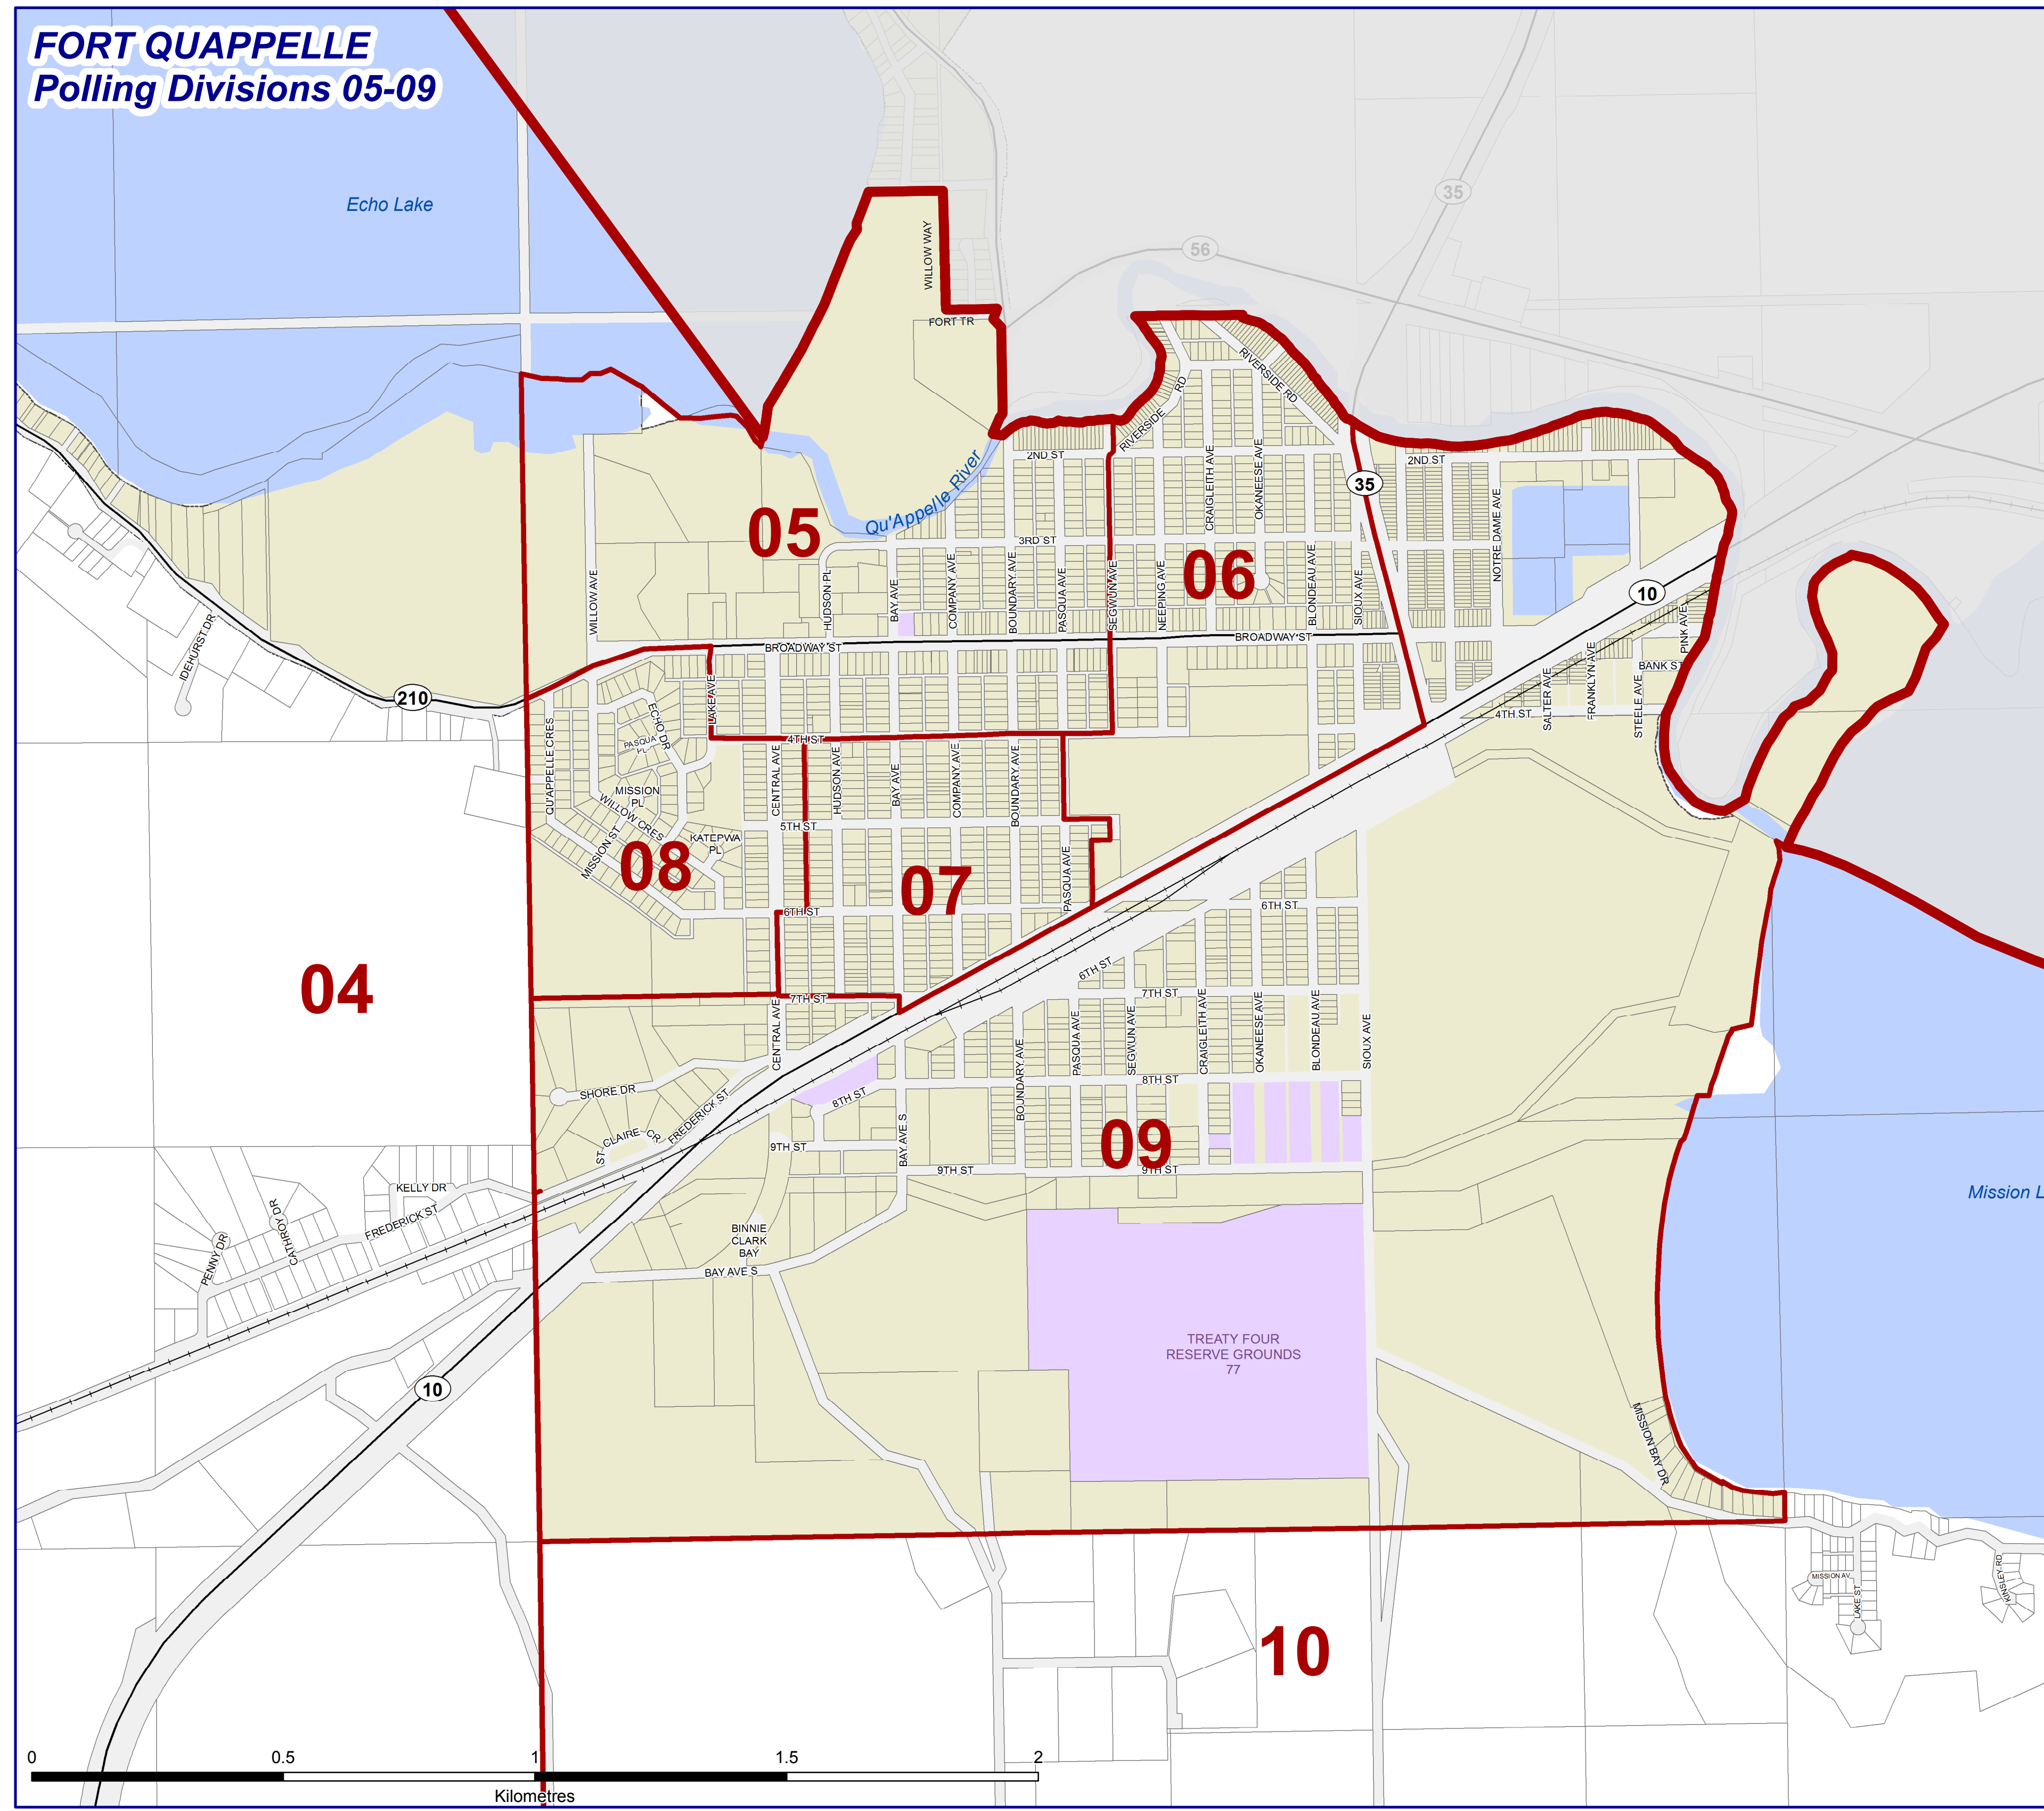 FORT QUAPPELLE
Polling Divisions 05-09
Echo Lake
35
56
WILLOW WAY
FORT TR
RIVERSIDE RD
RIVERSIDE RD
2ND ST
2ND ST
35
Qu'Appelle River
05
06
CRAIGLEITH AVE
OKANEESE AVE
NOTRE DAME AVE
3RD ST
WILLOW AVE
HUDSON PL
BAY AVE
COMPANY AVE
BOUNDARY AVE
PASQUA AVE
SEGWUN AVE
NEEPING AVE
BLONDEAU AVE
SIOUX AVE
10
PINK AVE
BROADWAY ST
BROADWAY ST
IDEHURST DR
210
BANK ST
LAKE AVE
ECHO DR
PASQUA
PL
4TH ST
4TH ST
SALTER AVE
FRANKLYN AVE
STEELE AVE
QU'APPELLE CRES
MISSION
PL
WILLOW CRES
MISSION ST
KATEPWA
PL
CENTRAL AVE
HUDSON AVE
BAY AVE
COMPANY AVE
BOUNDARY AVE
5TH ST
08
07
PASQUA AVE
6TH ST
6TH ST
6TH ST
04
7TH ST
7TH ST
CENTRAL AVE
BOUNDARY AVE
PASQUA AVE
SEGWUN AVE
CRAIGLEITH AVE
OKANEESE AVE
BLONDEAU AVE
SIOUX AVE
SHORE DR
8TH ST
8TH ST
FREDERICK ST
ST CLAIRE CR
9TH ST
BAY AVE S
09
9TH ST
9TH ST
KELLY DR
FREDERICK ST
CATHROY DR
PENNY DR
BINNIE
CLARK
BAY
BAY AVE S
Mission L
TREATY FOUR
RESERVE GROUNDS
77
10
MISSION BAY DR
MISSION AV
LAKE ST
KINSLEY RD
10
0 0.5 1 1.5 2
Kilometres